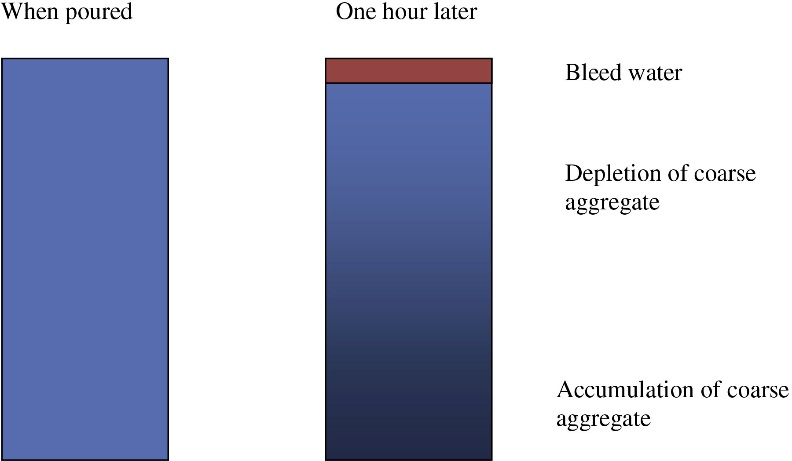 When poured
One hour later
Bleed water
Depletion of coarse
aggregate
Accumulation of coarse
aggregate